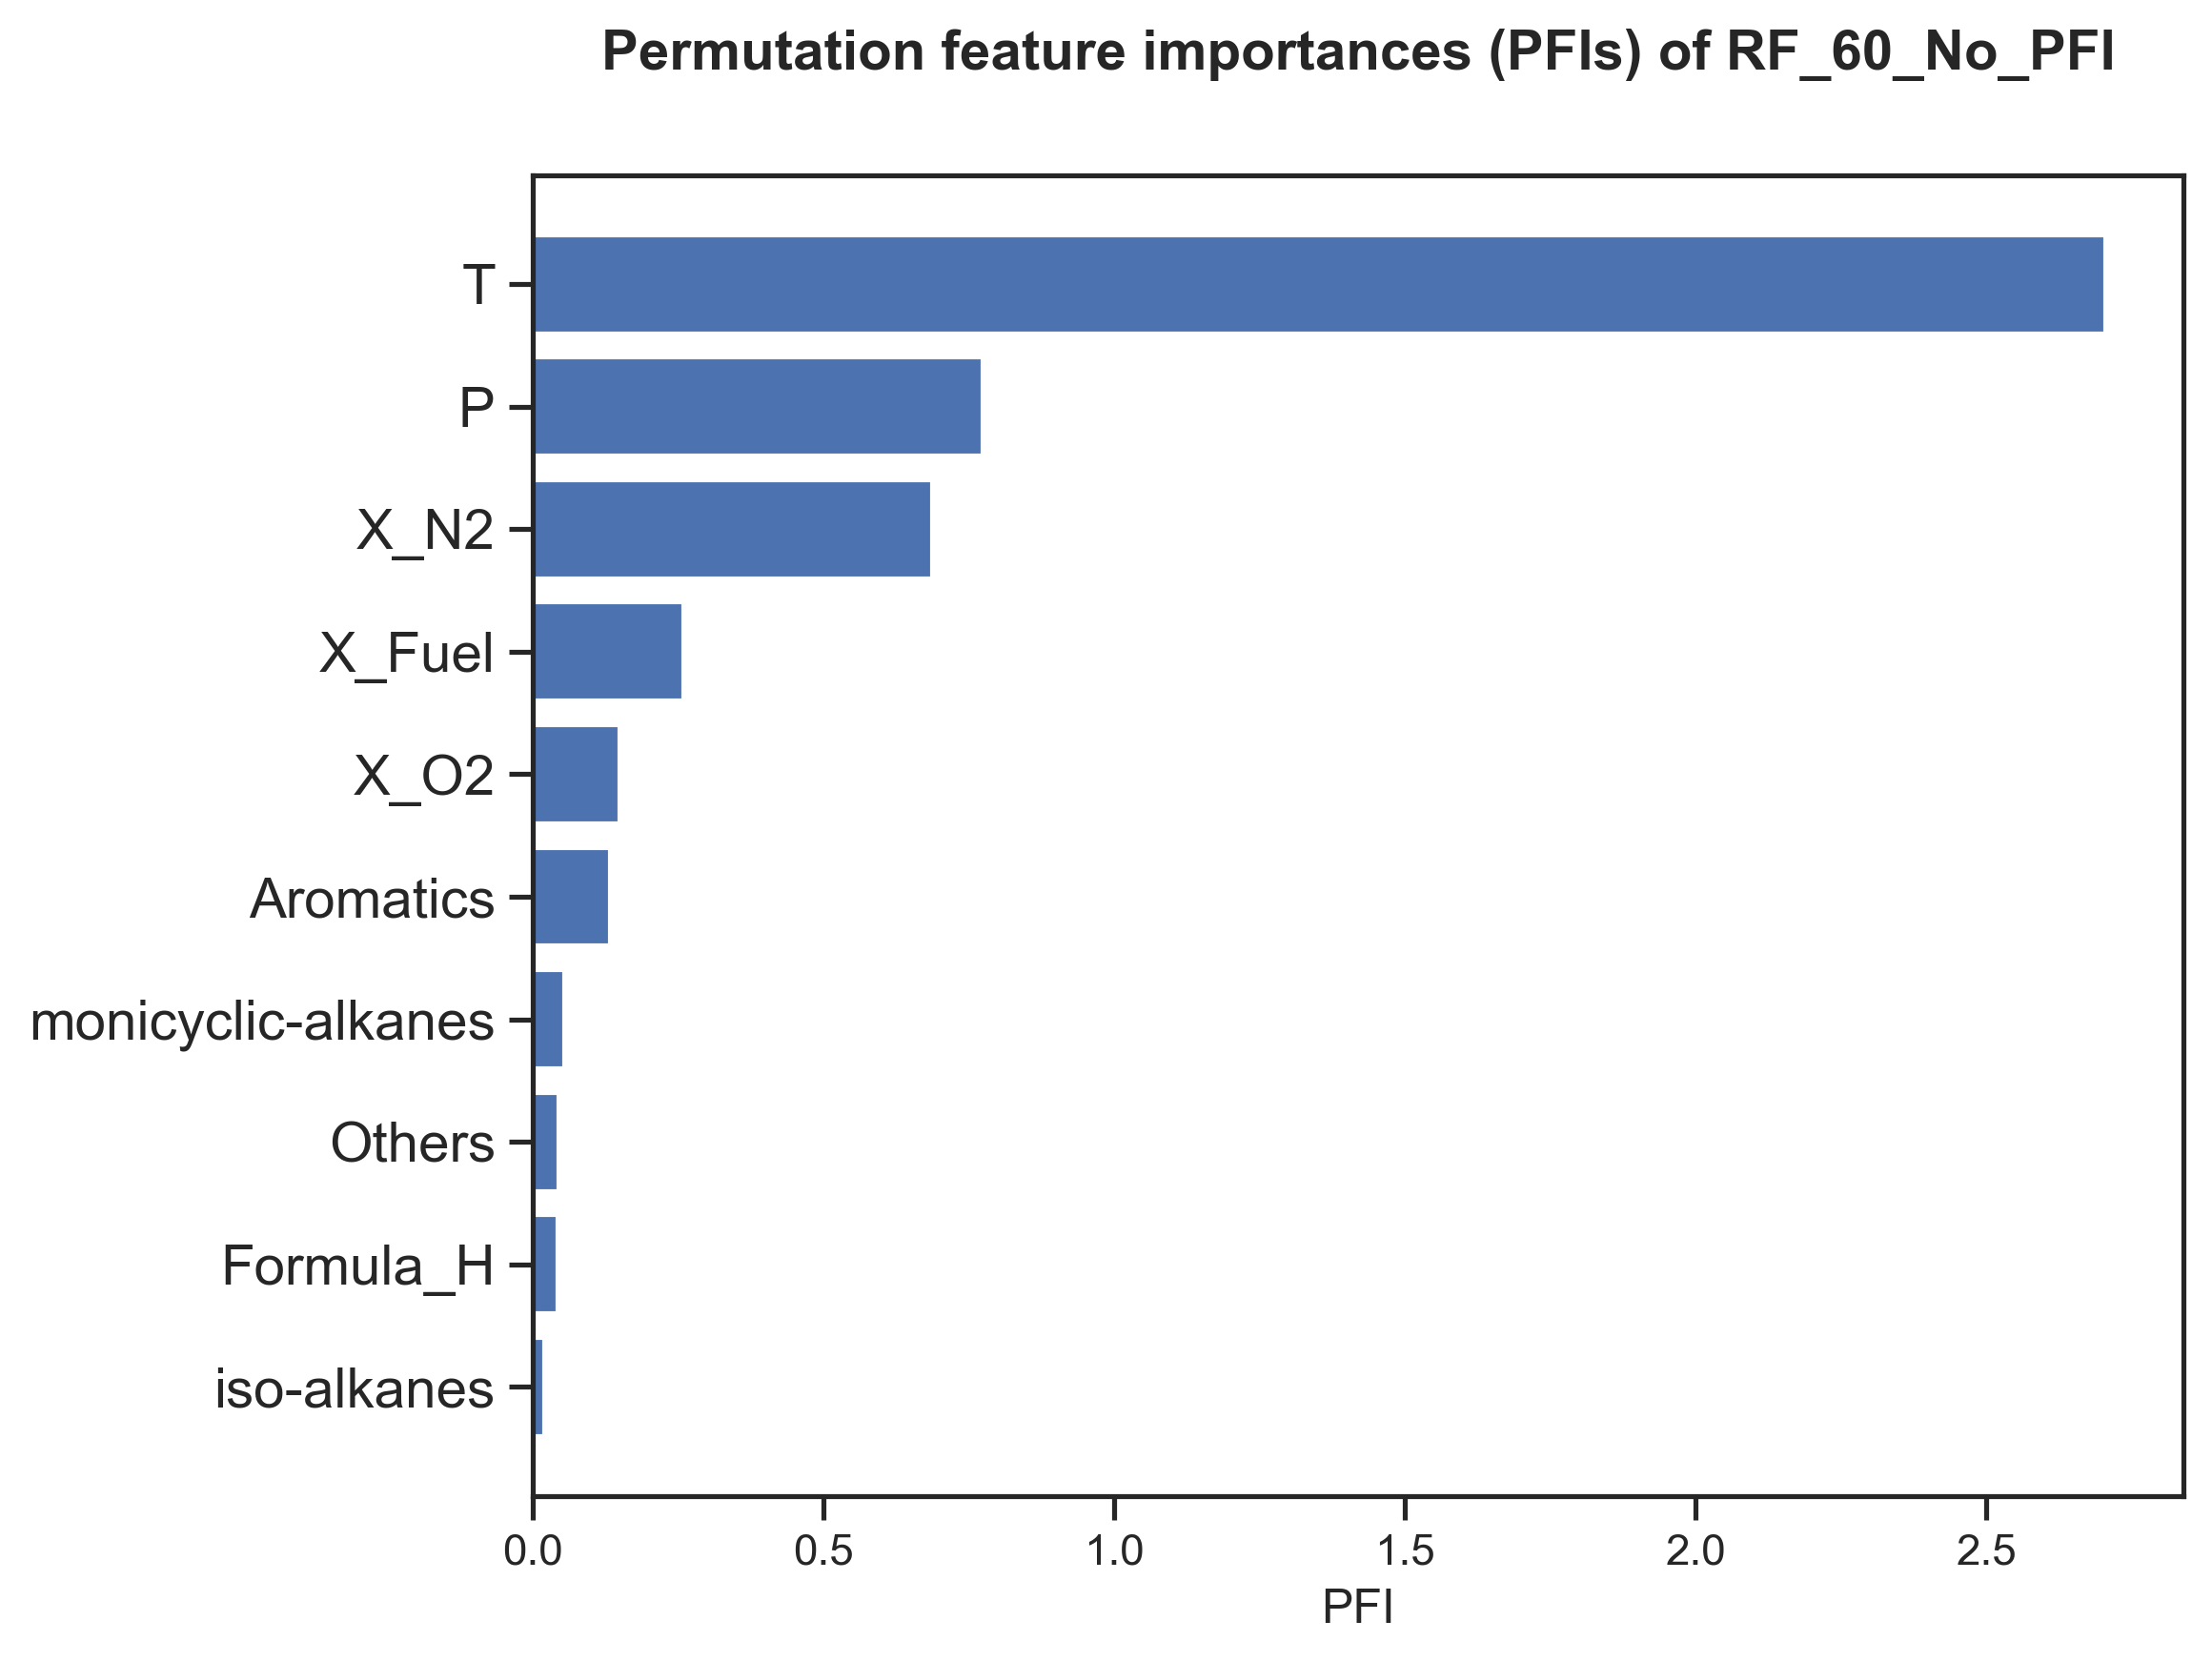 Permutation feature importances (PFIs) of RF_60_No_PFI
T
P
X_N2
X_Fuel
X_O2
Aromatics
monicyclic-alkanes
Others
Formula_H
iso-alkanes
0.0 0.5 1.0 1.5 2.0 2.5
PFI